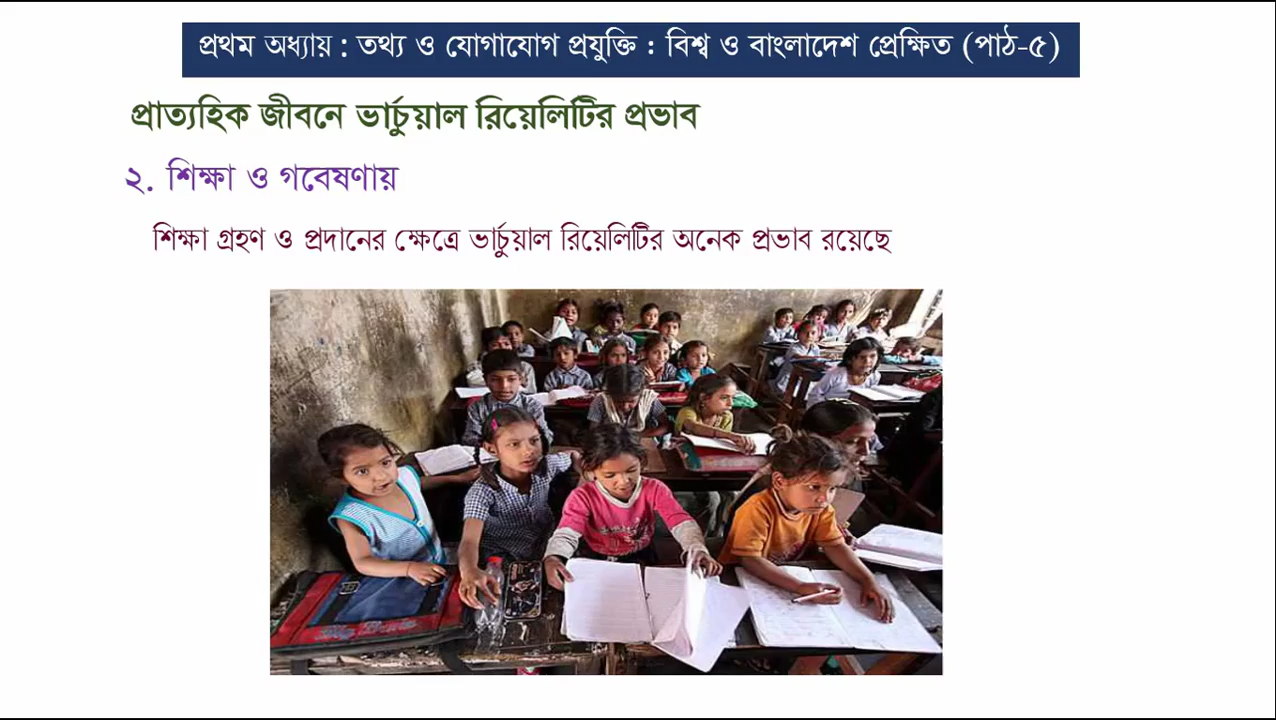 প্রথম অধ্যায় : তথ্য ও যোগাযোগ প্রযুক্তি : বিশ্ব ও বাংলাদেশ প্রেক্ষিত (পাঠ-৫)
প্রাত্যহিক জীবনে ভার্চুয়াল রিয়েলিটির প্রভাব
২. শিক্ষা ও গবেষণায়
শিক্ষা গ্রহণ ও প্রদানের ক্ষেত্রে ভার্চুয়াল রিয়েলিটির অনেক প্রভাব রয়েছে